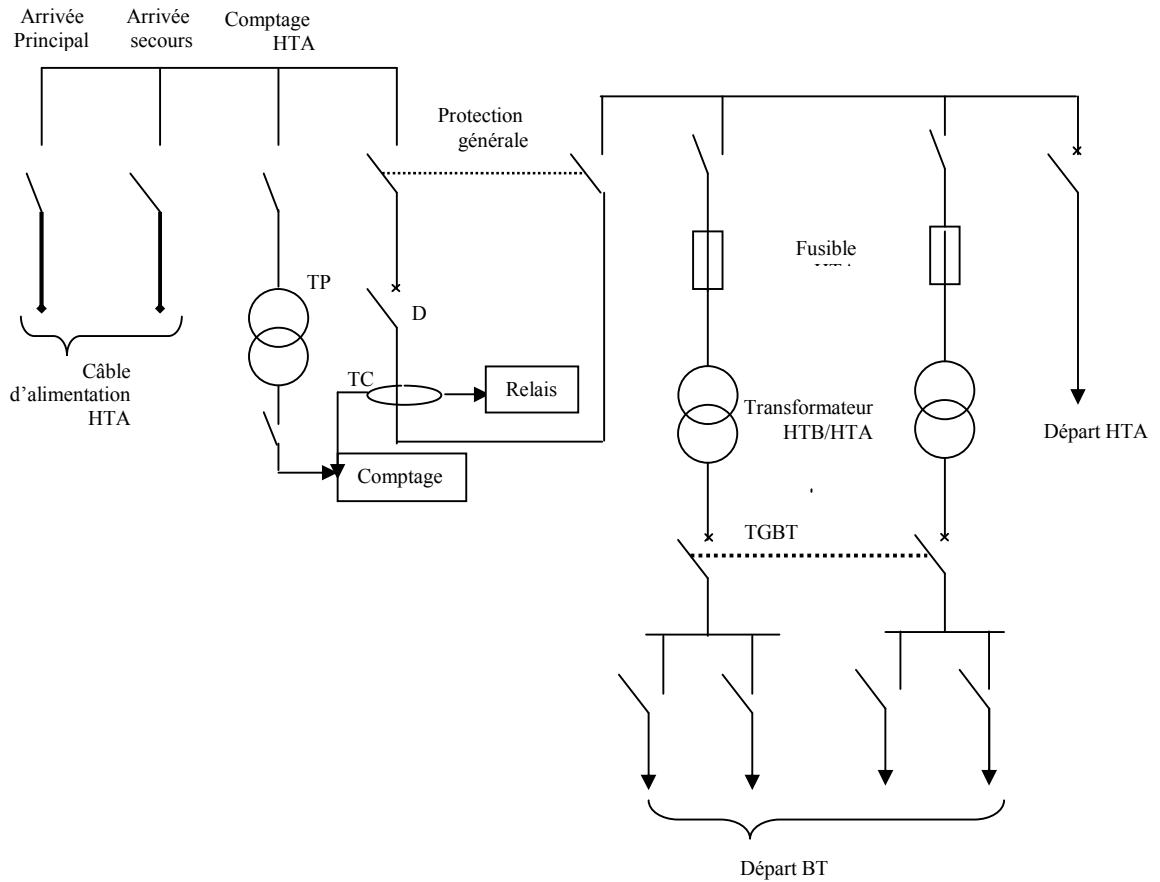 Arrivée
Principal
Arrivée
secours
Comptage
HTA
Protection
générale
Fusible
TP
D
TC
Relais
Câble
d'alimentation
HTA
Comptage
Transformateur
HTB/HTA
Départ HTA
TGBT
Départ BT